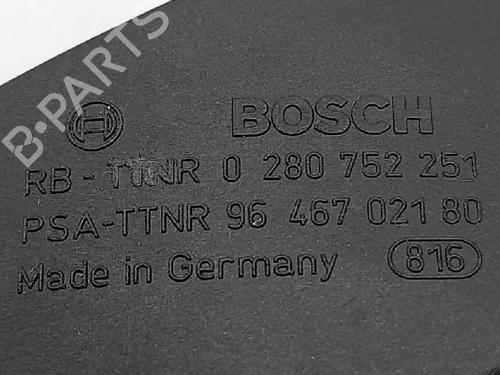 B-PARTS
BOSCH
RB-TTNR 0 280 752 251
PSA-TTNR 96 467 021 80
Made in Germany 816